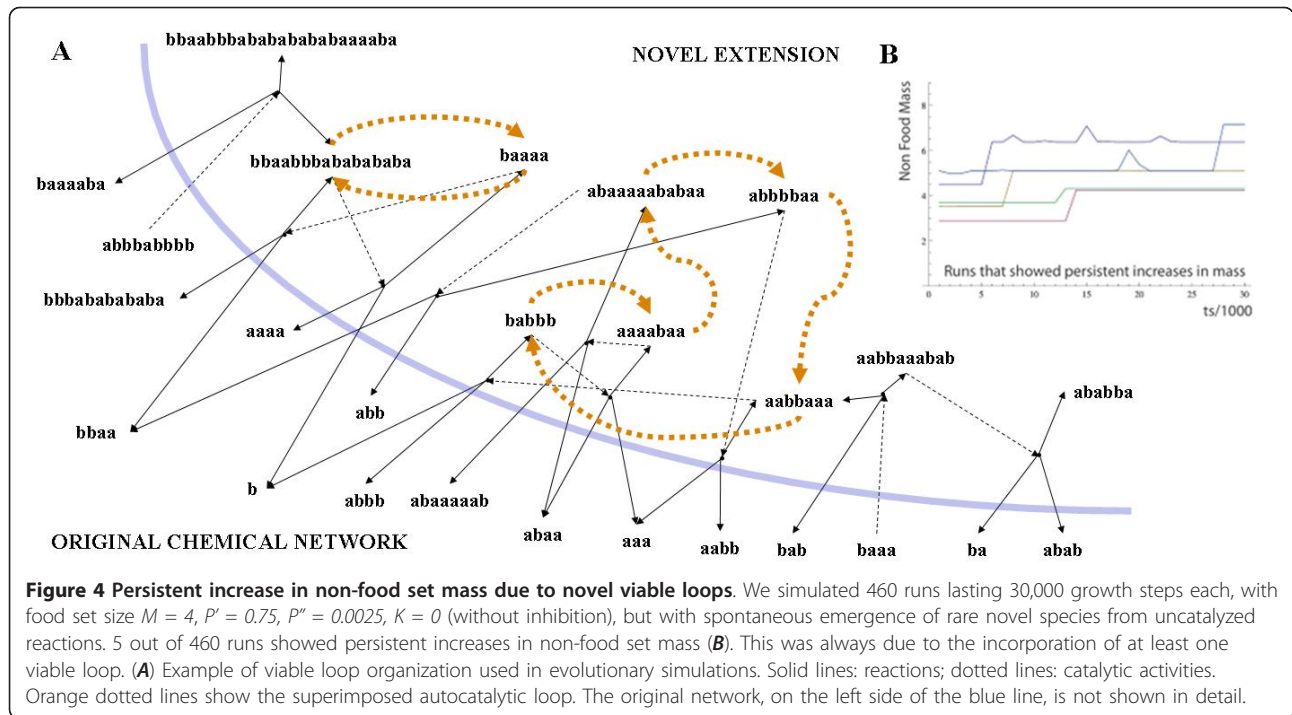 A
bbaabbbababababababaaaaba
NOVEL EXTENSION
B
Non Food Mass
8
6
4
2
Runs that showed persistent increases in mass
0
5
10
15
20
25
30
ts/1000
bbaabbbabababababa
baaaa
baaaaba
abaaaaababaa
abbbbaa
abbbabbbb
bbbabababababa
aaaa
babbb
aaaabaa
aabbaaabab
abb
aabbaaa
ababba
bbaa
b
abbb
abaaaaab
abaa
aaa
aabb
bab
baaa
ba
abab
ORIGINAL CHEMICAL NETWORK
Figure 4 Persistent increase in non-food set mass due to novel viable loops. We simulated 460 runs lasting 30,000 growth steps each, with
food set size M = 4, P' = 0.75, P" = 0.0025, K = 0 (without inhibition), but with spontaneous emergence of rare novel species from uncatalyzed
reactions. 5 out of 460 runs showed persistent increases in non-food set mass (B). This was always due to the incorporation of at least one
viable loop. (A) Example of viable loop organization used in evolutionary simulations. Solid lines: reactions; dotted lines: catalytic activities.
Orange dotted lines show the superimposed autocatalytic loop. The original network, on the left side of the blue line, is not shown in detail.